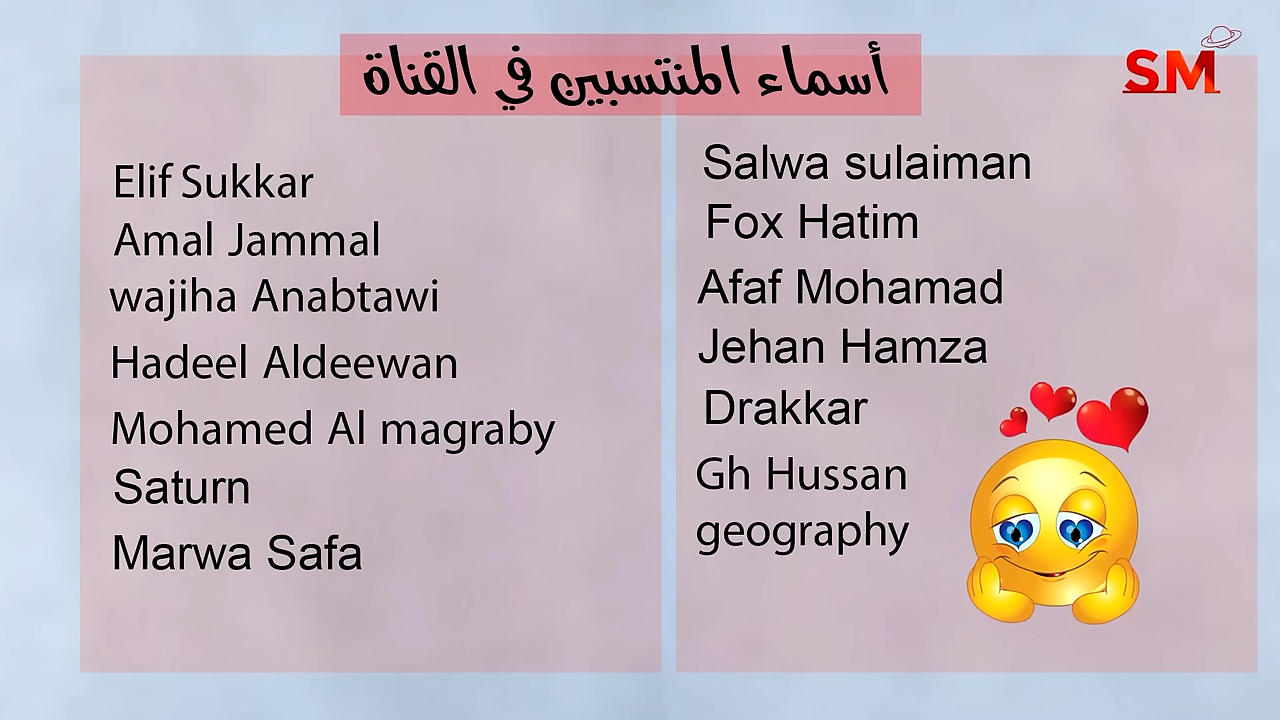 أسماء المنتسبين في القناة
SM
Elif Sukkar
Amal Jammal
wajiha Anabtawi
Hadeel Aldeewan
Mohamed Al magraby
Saturn
Marwa Safa
Salwa sulaiman
Fox Hatim
Afaf Mohamad
Jehan Hamza
Drakkar
Gh Hussan
geography